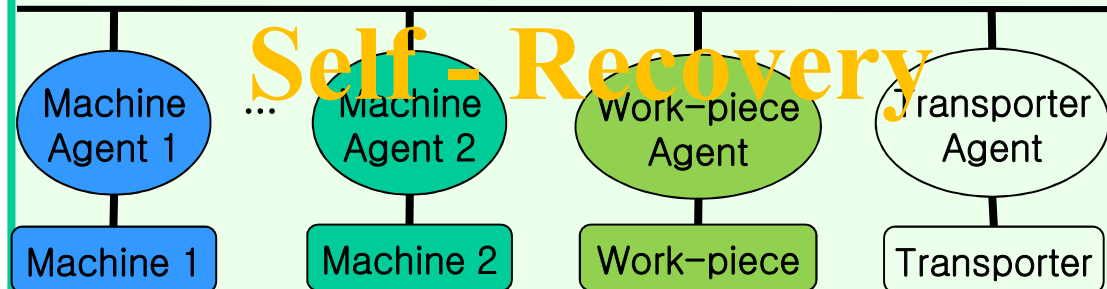 Self - Recovery
Machine
Agent 1
...
Machine
Agent 2
Work-piece
Agent
Transporter
Agent
Machine 1
Machine 2
Work-piece
Transporter